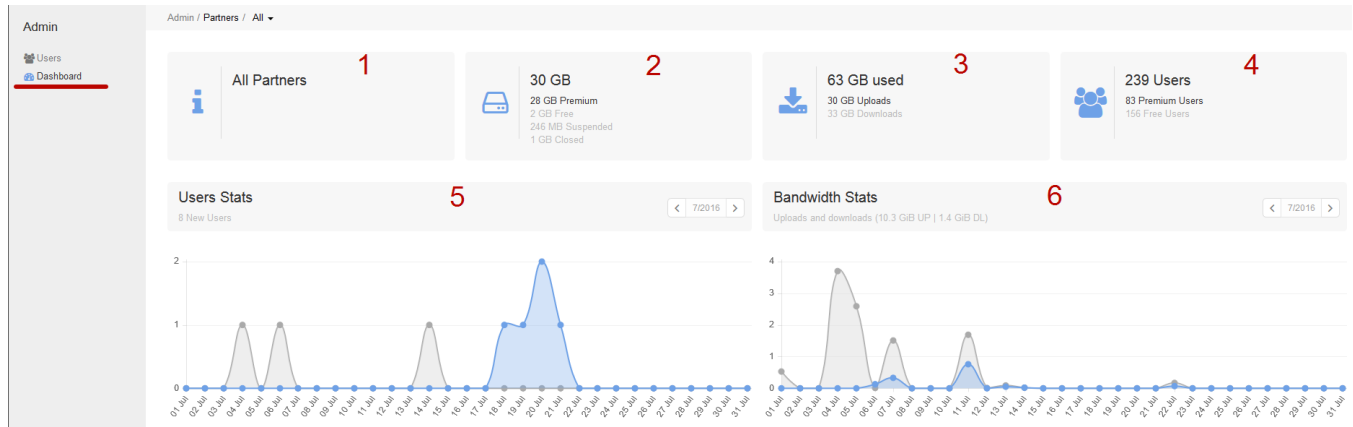 Admin
Users
Dashboard
Admin / Partners / All
1
All Partners
2
30 GB
28 GB Premium
2 GB Free
246 MB Suspended
1 GB Closed
3
63 GB used
30 GB Uploads
33 GB Downloads
4
239 Users
83 Premium Users
156 Free Users
5
Users Stats
8 New Users
7/2016
2
1
0
01 Jul 02 Jul 03 Jul 04 Jul 05 Jul 06 Jul 07 Jul 08 Jul 09 Jul 10 Jul 11 Jul 12 Jul 13 Jul 14 Jul 15 Jul 16 Jul 17 Jul 18 Jul 19 Jul 20 Jul 21 Jul 22 Jul 23 Jul 24 Jul 25 Jul 26 Jul 27 Jul 28 Jul 29 Jul 30 Jul 31 Jul
6
Bandwidth Stats
Uploads and downloads (10.3 GiB UP | 1.4 GiB DL)
7/2016
4
3
2
1
0
01 Jul 02 Jul 03 Jul 04 Jul 05 Jul 06 Jul 07 Jul 08 Jul 09 Jul 10 Jul 11 Jul 12 Jul 13 Jul 14 Jul 15 Jul 16 Jul 17 Jul 18 Jul 19 Jul 20 Jul 21 Jul 22 Jul 23 Jul 24 Jul 25 Jul 26 Jul 27 Jul 28 Jul 29 Jul 30 Jul 31 Jul